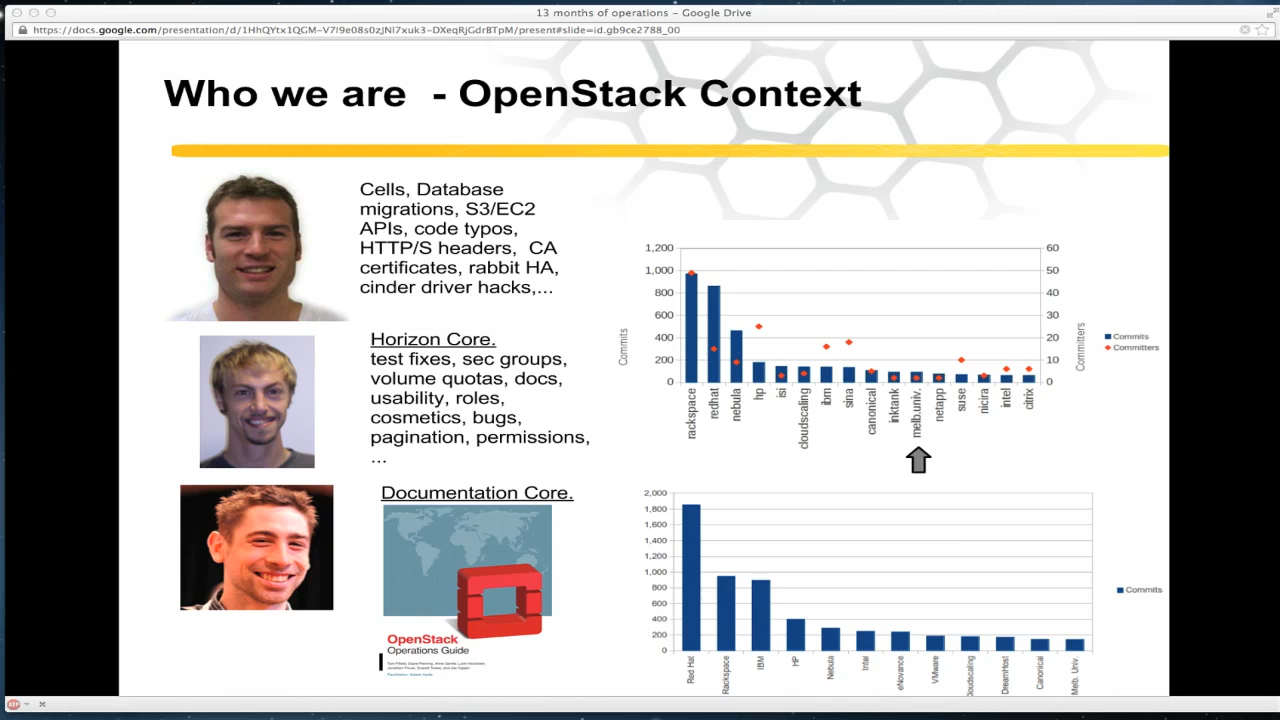 13 months of operations – Google Drive
https://docs.google.com/presentation/d/1HhQYtx1QGM-V7I9e08s0zJNl7xuk3-DXeqRjGdrBTpM/present#slide=id.gb9ce2788_00
Who we are - OpenStack Context
Cells, Database
migrations, S3/EC2
APIs, code typos,
HTTP/S headers, CA
certificates, rabbit HA,
cinder driver hacks,...
Horizon Core.
test fixes, sec groups,
volume quotas, docs,
usability, roles,
cosmetics, bugs,
pagination, permissions,
...
Documentation Core.
OpenStack
Operations Guide
1,200
1,000
800
600
400
200
0
60
50
40
30
20
10
0
Commits
Committers
Commits
Committers
rackspace
redhat
nebula
hp
isi
cloudscaling
ibm
sina
canonical
inktank
melb.univ.
netapp
suse
nicira
intel
citrix
2,000
1,800
1,600
1,400
1,200
1,000
800
600
400
200
0
Commits
Red Hat
Rackspace
IBM
HP
Nebula
eNovance
VMware
Cloudscaling
DreamHost
Canonical
Melb. Univ.
ABP